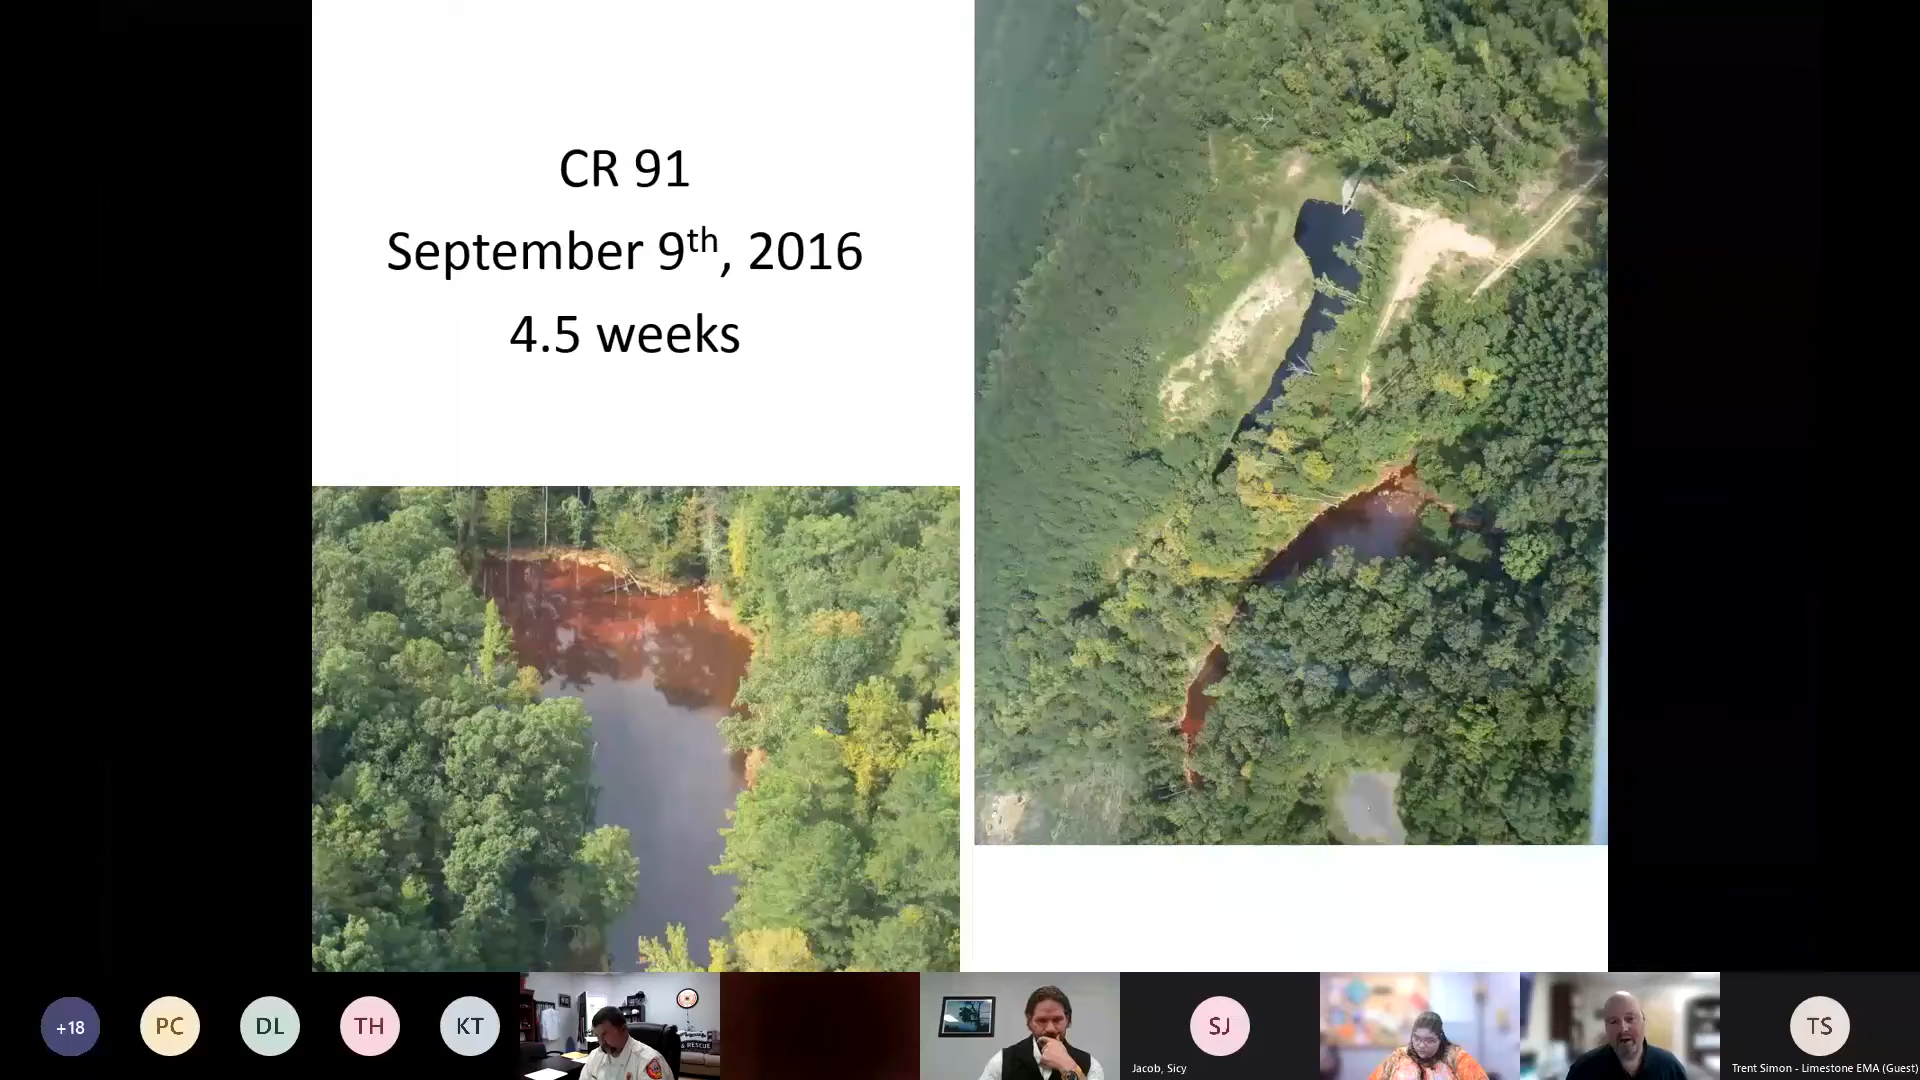 CR 91
September 9th, 2016
4.5 weeks
+18
PC
DL
TH
KT
& RESCUE
SJ
Jacob, Sicy
TS
Trent Simon - Limestone EMA (Guest)